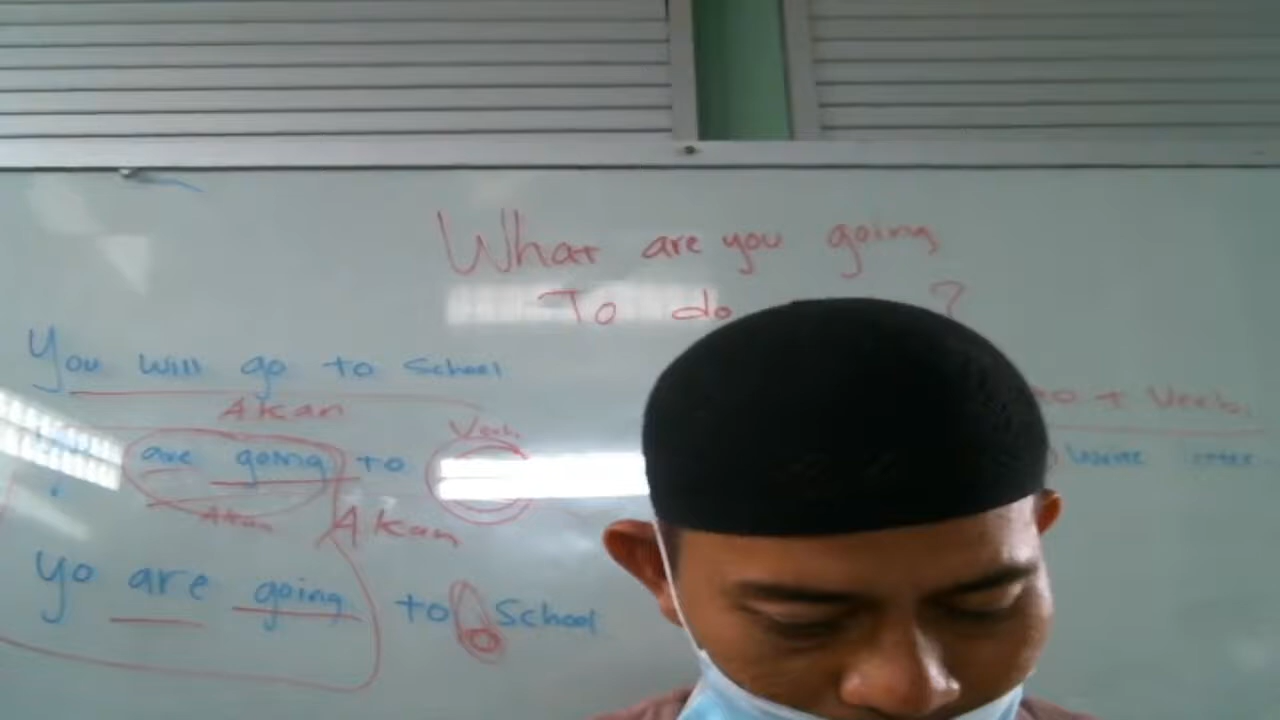 What are you going
To do ?
You will go to School
Akan
+ Verb.
Verb
are going to
Akan
Akan
yo are going to School